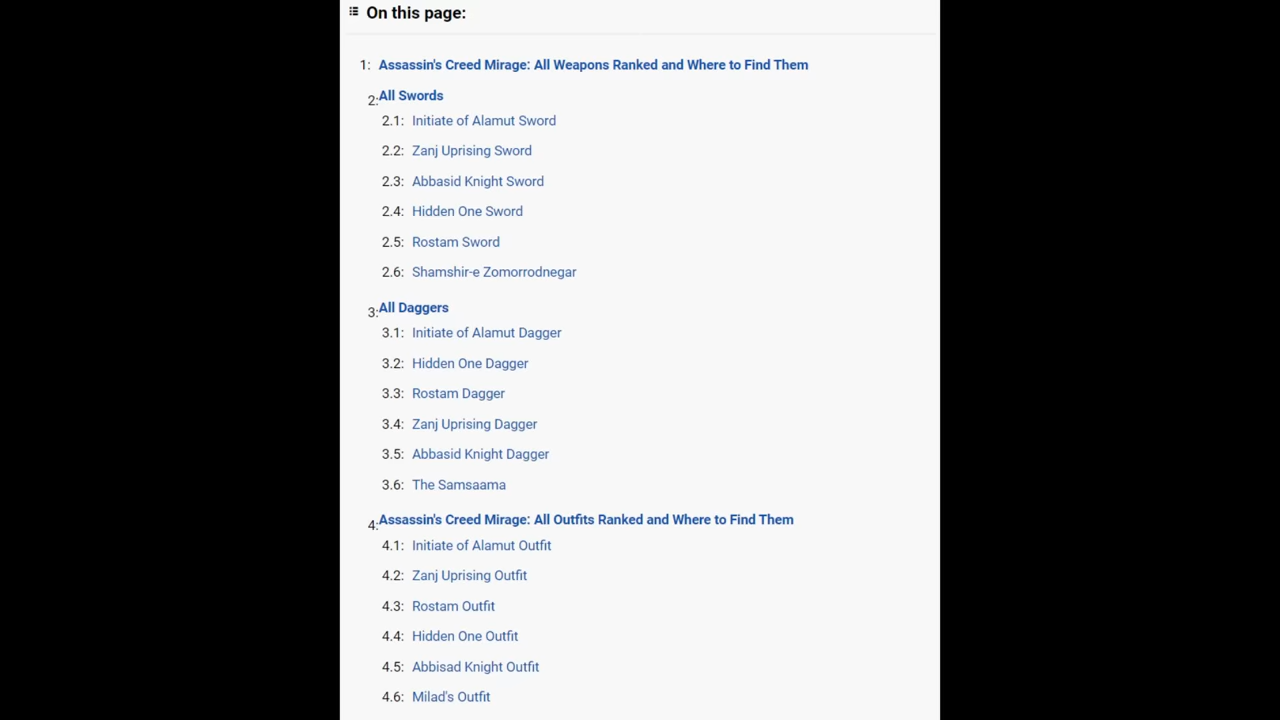 On this page:
1: Assassin's Creed Mirage: All Weapons Ranked and Where to Find Them
2: All Swords
2.1: Initiate of Alamut Sword
2.2: Zanj Uprising Sword
2.3: Abbasid Knight Sword
2.4: Hidden One Sword
2.5: Rostam Sword
2.6: Shamshir-e Zomorrodnegar
3: All Daggers
3.1: Initiate of Alamut Dagger
3.2: Hidden One Dagger
3.3: Rostam Dagger
3.4: Zanj Uprising Dagger
3.5: Abbasid Knight Dagger
3.6: The Samsaama
4: Assassin's Creed Mirage: All Outfits Ranked and Where to Find Them
4.1: Initiate of Alamut Outfit
4.2: Zanj Uprising Outfit
4.3: Rostam Outfit
4.4: Hidden One Outfit
4.5: Abbisad Knight Outfit
4.6: Milad's Outfit